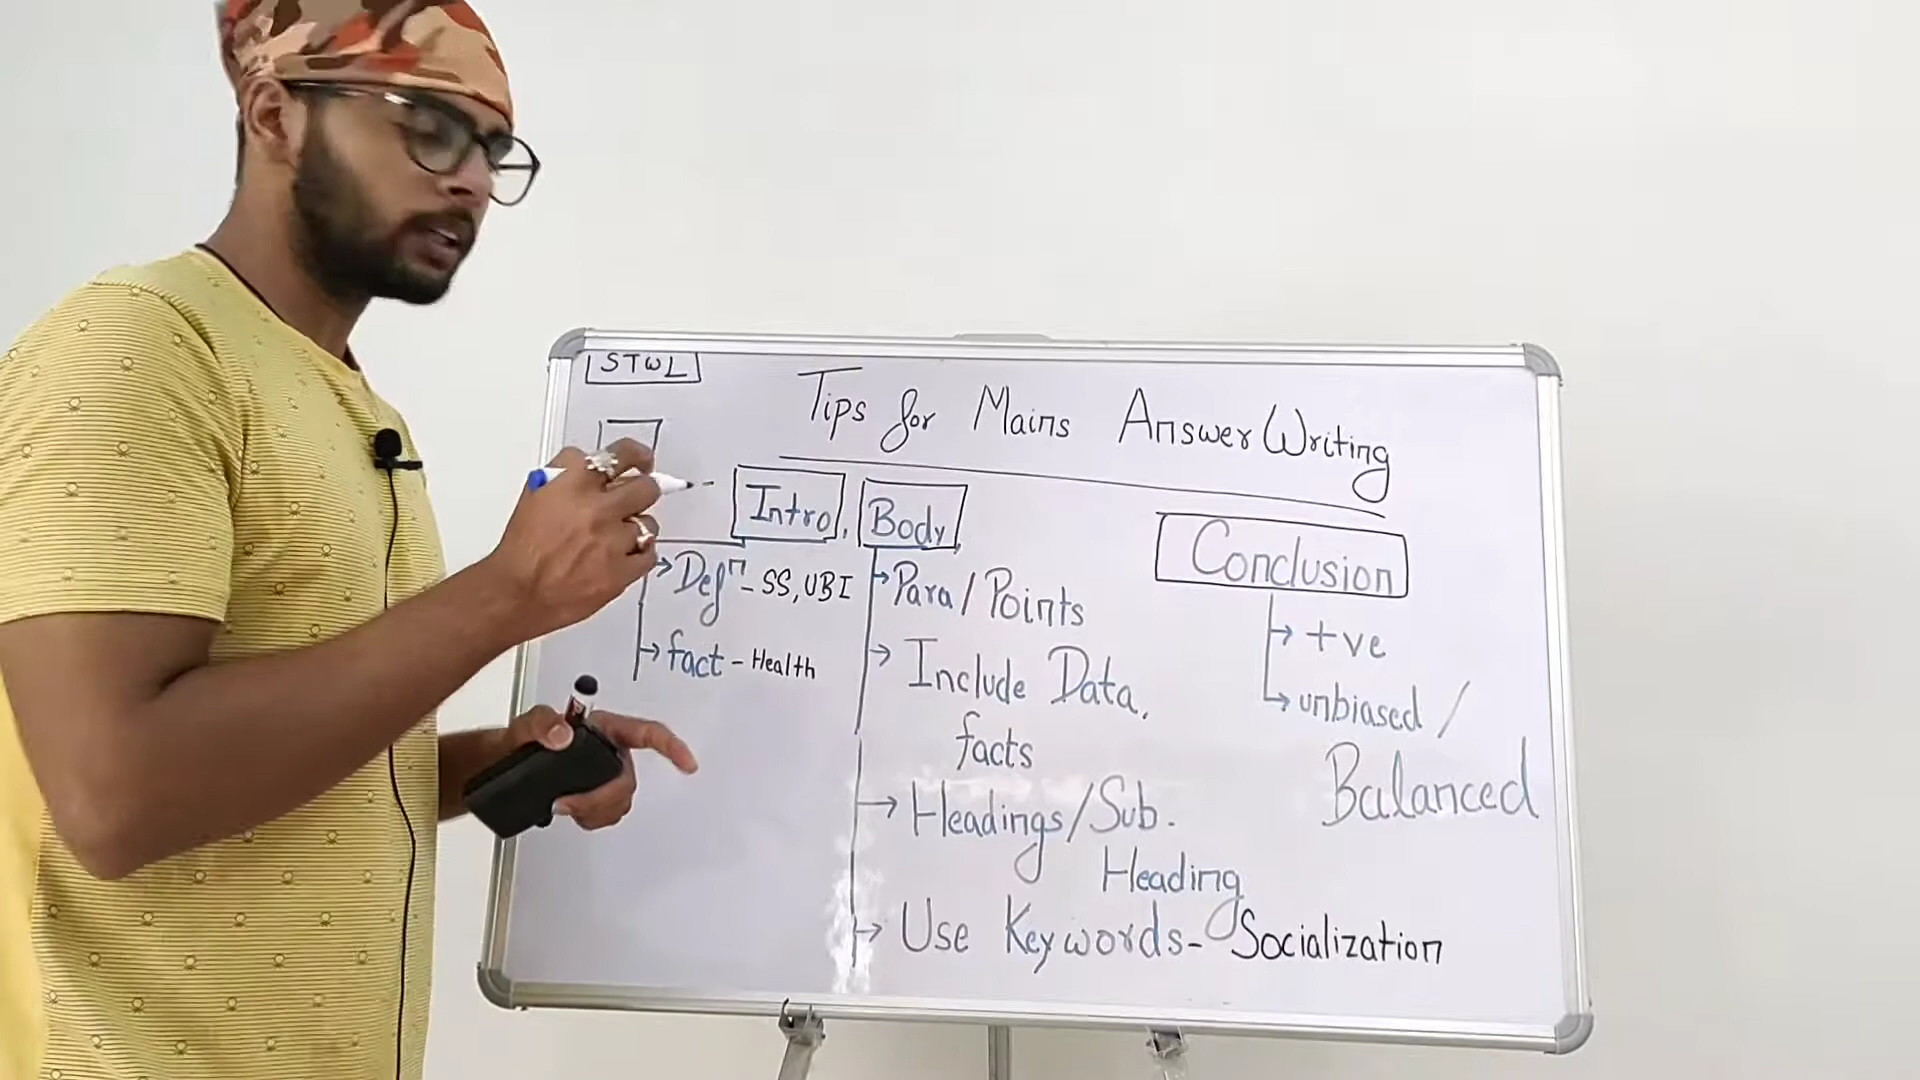 STWL
Tips for Mains Answer Writing
Intro,
Defⁿ - SS, UBI
fact - Health
Body,
Para / Points
Include Data,
facts
Headings/Sub.
Heading
Use Keywords - Socialization
Conclusion
+ve
unbiased /
Balanced